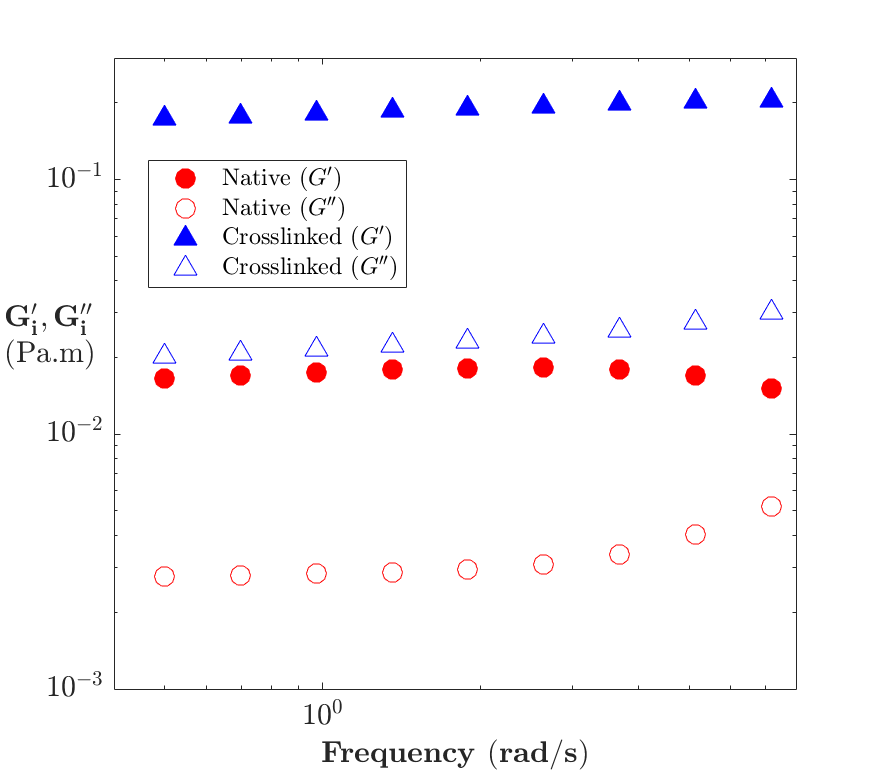 10⁻¹
Native (G′)
Native (G″)
Crosslinked (G′)
Crosslinked (G″)
G′ᵢ, G″ᵢ
(Pa.m)
10⁻²
10⁻³
10⁰
Frequency (rad/s)